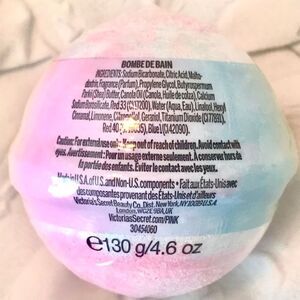 BOMBE DE BAIN
INGREDIENTS: Sodium Bicarbonate, Citric Acid, Malto-
dextrin, Fragrance (Parfum), Propylene Glycol, Butyrospermum
Parkii (Shea) Butter, Canola Oil (Canola, Huile de colza), Calcium
Sodium Borosilicate, Red 33 (CI 17200), Water (Aqua, Eau), Linalool, Hexyl
Cinnamal, Limonene, Citronellol, Geraniol, Titanium Dioxide (CI 77891),
Red 40 Blue 1 (CI 42090).
Caution: For external use only. Keep out of reach of children. Avoid contact with
eyes. Avertissement : Pour un usage externe seulement. À conserver hors de
la portée des enfants. Éviter le contact avec les yeux.
Made in U.S.A. of U.S. and Non-U.S. components • Fait aux États-Unis avec
des composantes provenant des États-Unis et d'ailleurs
Victoria's Secret Beauty Co. Dist. New York, NY 10018 U.S.A.
London, WC2E 9BA, UK
VictoriasSecret.com/PINK
30454060
℮130 g/4.6 oz